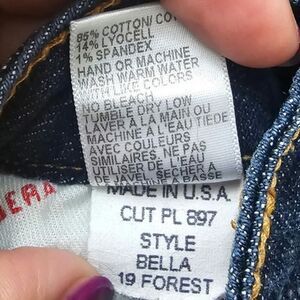 85% COTTON/ CO
14% LYOCELL
1% SPANDEX
HAND OR MACHINE
WASH WARM WATER
WITH LIKE COLORS
NO BLEACH
TUMBLE DRY LOW
LAVER À LA MAIN OU
MACHINE À L'EAU TIEDE
AVEC COULEURS
SIMILAIRES - NE PAS
UTILISER DE L'EAU
JAVEL, SÉCHER À
MADE IN U.S.A.
CUT PL 897
STYLE
BELLA
19 FOREST